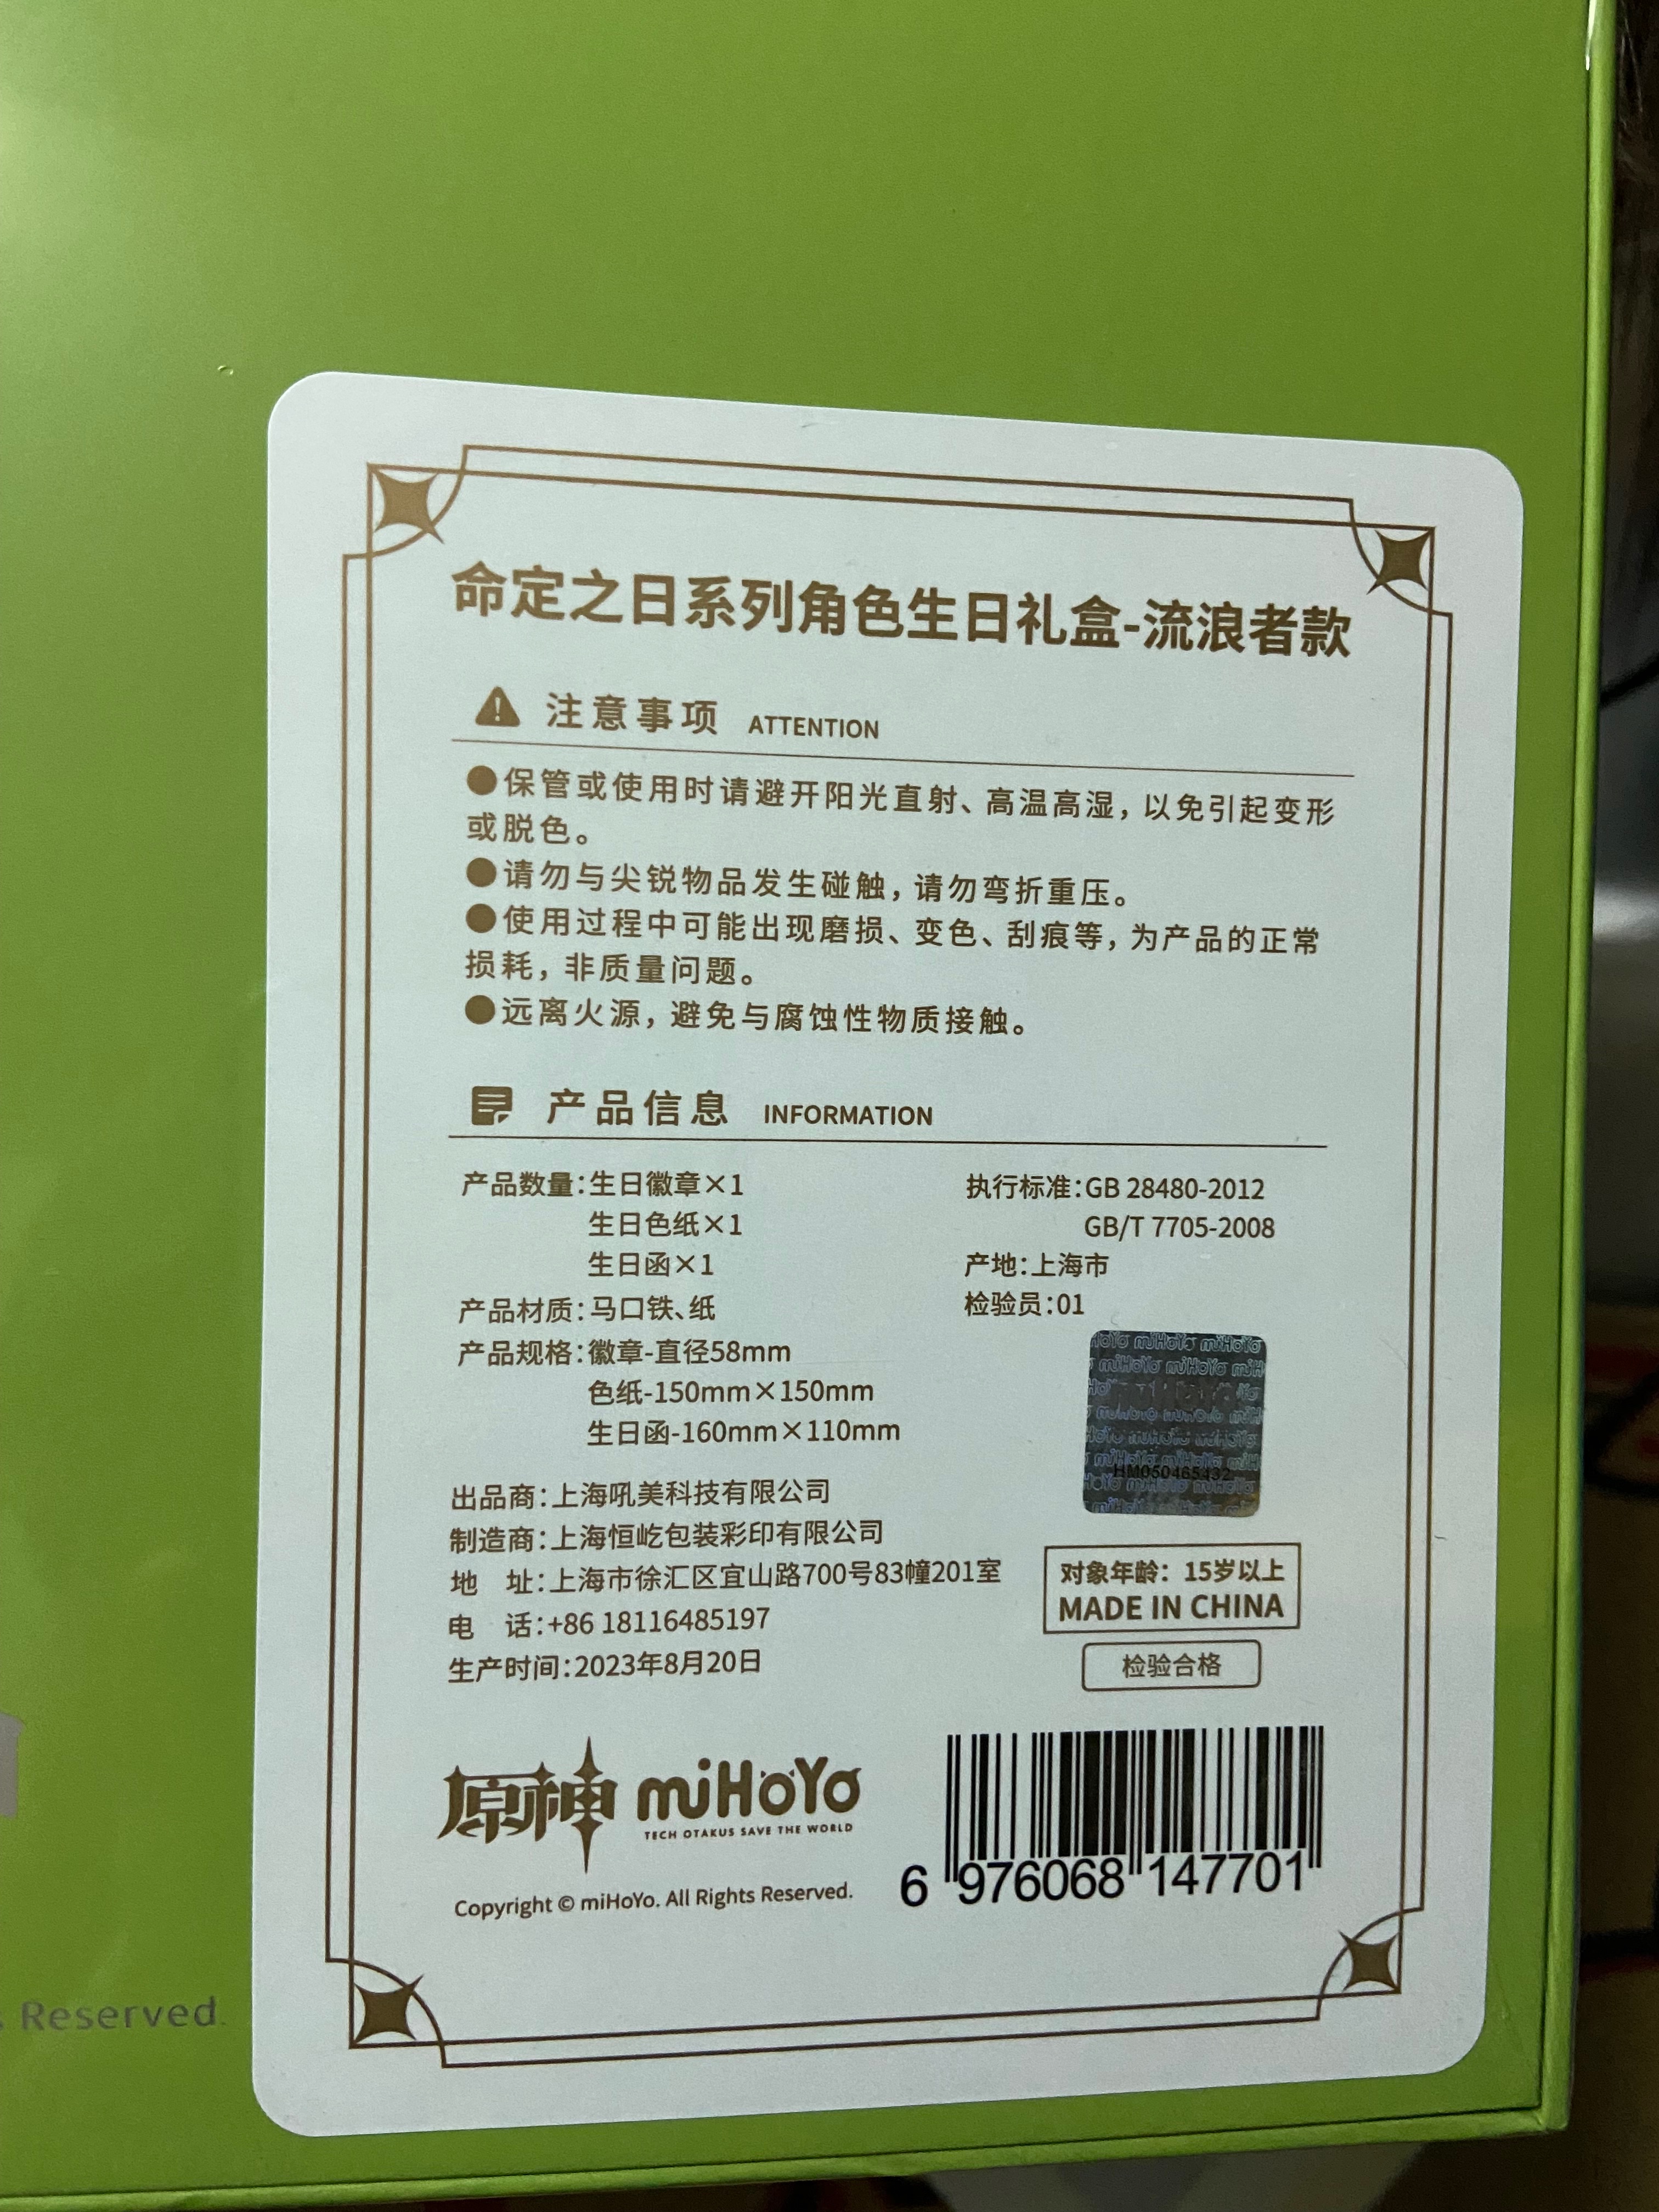 命定之日系列角色生日礼盒-流浪者款
注意事项 ATTENTION
●保管或使用时请避开阳光直射、高温高湿，以免引起变形
或脱色。
●请勿与尖锐物品发生碰触，请勿弯折重压。
●使用过程中可能出现磨损、变色、刮痕等，为产品的正常
损耗，非质量问题。
●远离火源，避免与腐蚀性物质接触。
产品信息 INFORMATION
产品数量：生日徽章×1
生日色纸×1
生日函×1
产品材质：马口铁、纸
产品规格：徽章-直径58mm
色纸-150mm×150mm
生日函-160mm×110mm
执行标准：GB 28480-2012
GB/T 7705-2008
产地：上海市
检验员：01
miHoYo miHoYo miHoYo
HM050465432
出品商：上海吼美科技有限公司
制造商：上海恒屹包装彩印有限公司
地 址：上海市徐汇区宜山路700号83幢201室
电 话：+86 18116485197
生产时间：2023年8月20日
对象年龄：15岁以上
MADE IN CHINA
检验合格
原神 miHoYo
TECH OTAKUS SAVE THE WORLD
Copyright © miHoYo. All Rights Reserved.
6 976068 147701
Reserved.